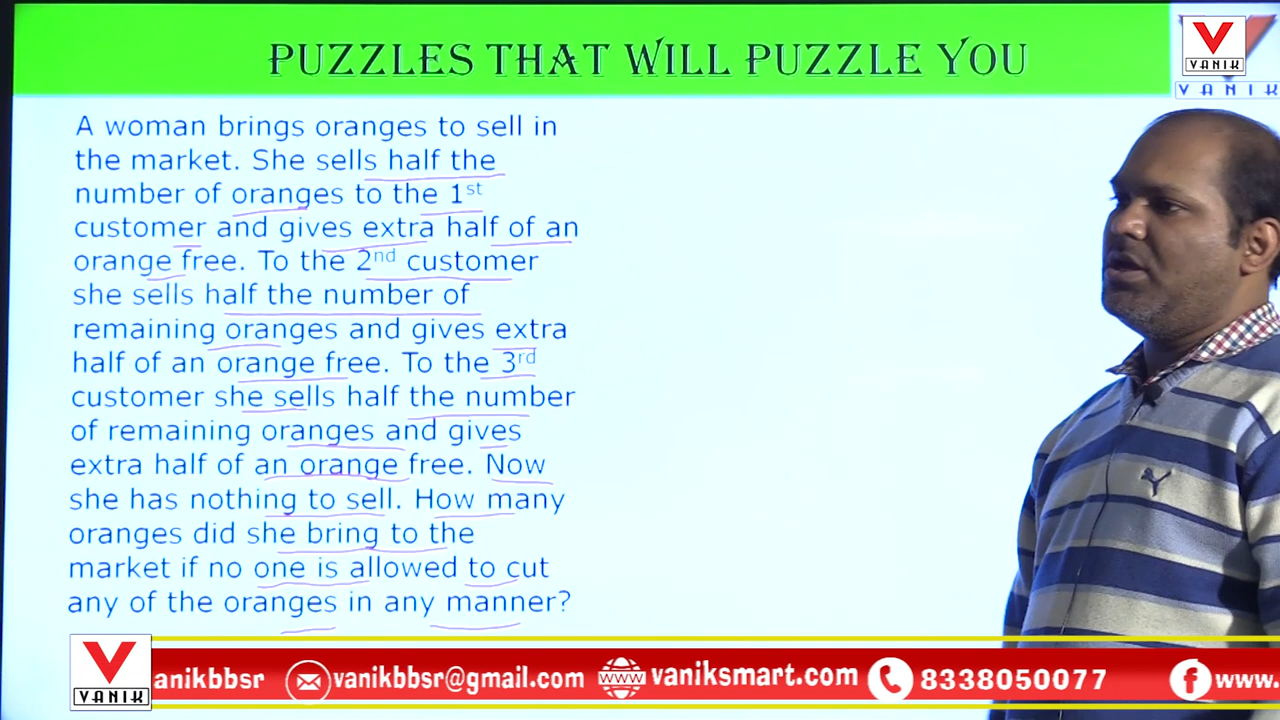 PUZZLES THAT WILL PUZZLE YOU
VANIK
VANIK
A woman brings oranges to sell in
the market. She sells half the
number of oranges to the 1st
customer and gives extra half of an
orange free. To the 2nd customer
she sells half the number of
remaining oranges and gives extra
half of an orange free. To the 3rd
customer she sells half the number
of remaining oranges and gives
extra half of an orange free. Now
she has nothing to sell. How many
oranges did she bring to the
market if no one is allowed to cut
any of the oranges in any manner?
VANIK
anikbbsr vanikbbsr@gmail.com www vaniksmart.com 8338050077 f www.